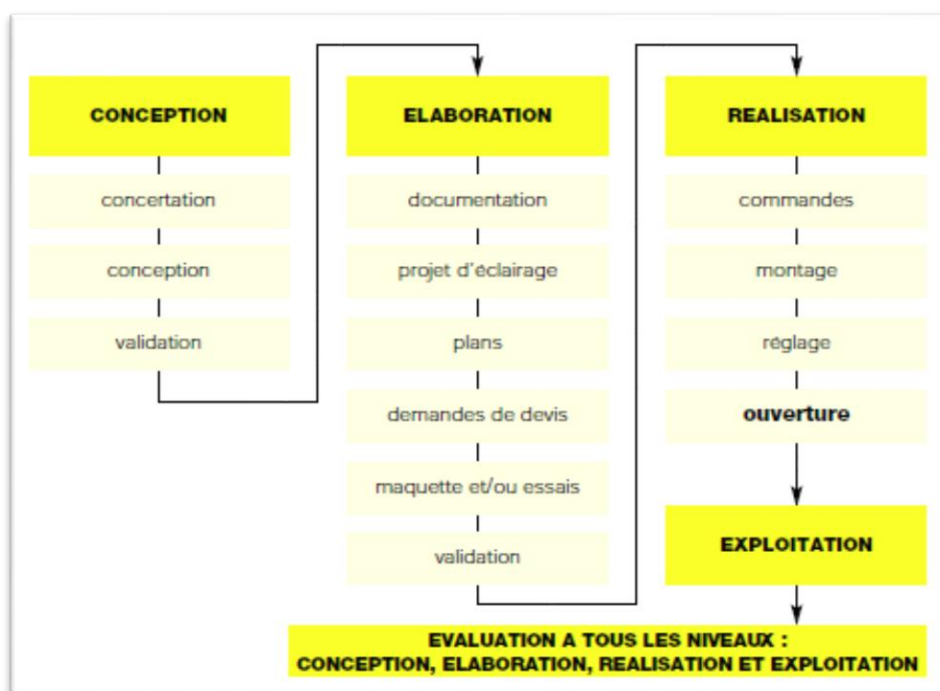 CONCEPTION
concertation
conception
validation
ELABORATION
documentation
projet d'éclairage
plans
demandes de devis
maquette et/ou essais
validation
REALISATION
commandes
montage
réglage
ouverture
EXPLOITATION
EVALUATION A TOUS LES NIVEAUX :
CONCEPTION, ELABORATION, REALISATION ET EXPLOITATION